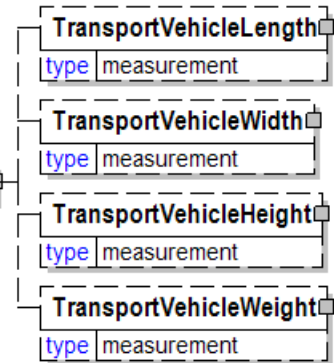 TransportVehicleLength
type measurement
TransportVehicleWidth
type measurement
TransportVehicleHeight
type measurement
TransportVehicleWeight
type measurement